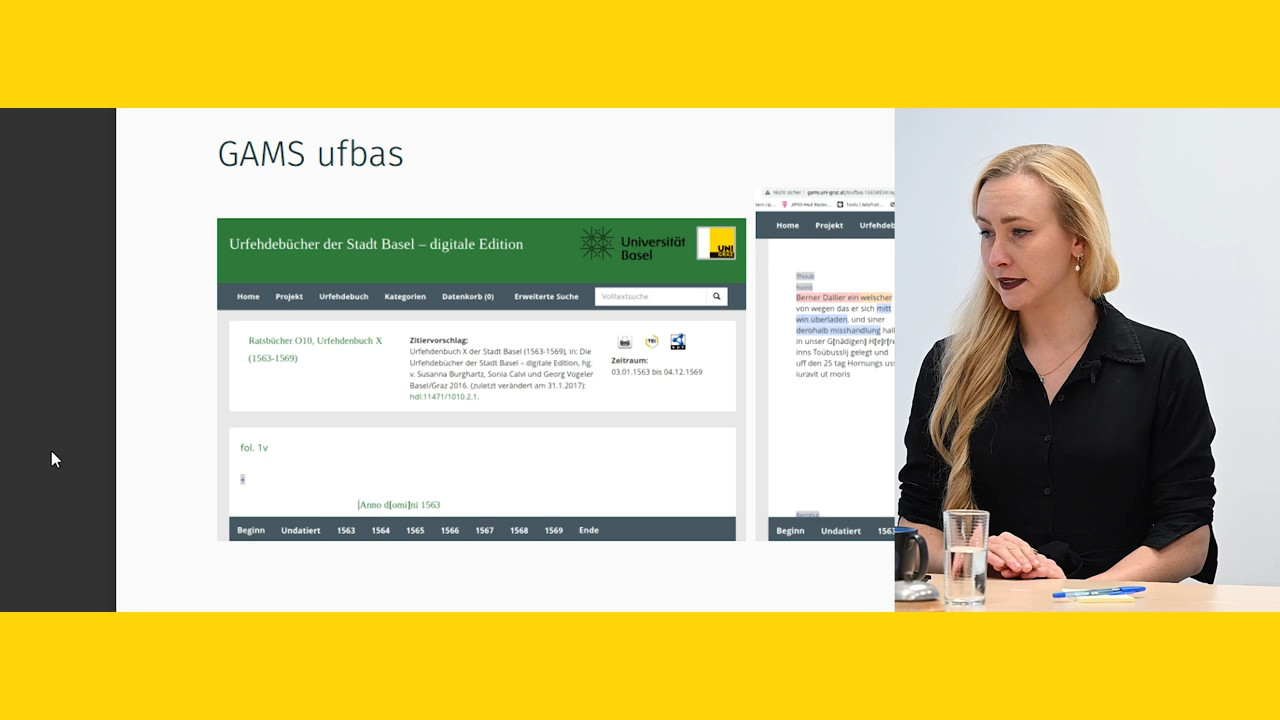 GAMS ufbas
Urfehdebücher der Stadt Basel – digitale Edition
Universität
Basel
UNI
GRAZ
Home Projekt Urfehdebuch Kategorien Datenkorb (0) Erweiterte Suche Volltextsuche
Ratsbücher O10, Urfehdenbuch X
(1563-1569)
Zitiervorschlag:
Urfehdenbuch X der Stadt Basel (1563-1569), in: Die
Urfehdebücher der Stadt Basel – digitale Edition, hg.
v. Susanna Burghartz, Sonia Calvi und Georg Vogeler
Basel/Graz 2016. (zuletzt verändert am 31.1.2017):
hdl:11471/1010.2.1.
TEI
Zeitraum:
03.01.1563 bis 04.12.1569
fol. 1v
Anno d[omi]ni 1563
Beginn Undatiert 1563 1564 1565 1566 1567 1568 1569 Ende
Home Projekt Urfehdeb
Berner Dallier ein welscher
von wegen das er sich mitt
win überladen, und siner
derohalb misshandlung hall
in unser G[nädigen] H[e]r[re
inns Toübusslij gelegt und
uff den 25 tag Hornungs uss
iuravit ut moris
Beginn Undatiert 1563